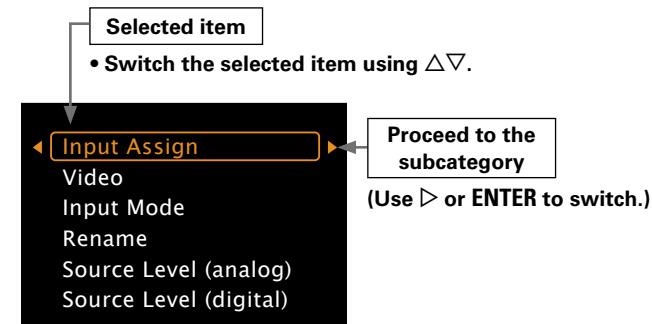 Selected item
• Switch the selected item using △▽.
Input Assign
Video
Input Mode
Rename
Source Level (analog)
Source Level (digital)
Proceed to the
subcategory
(Use ▷ or ENTER to switch.)